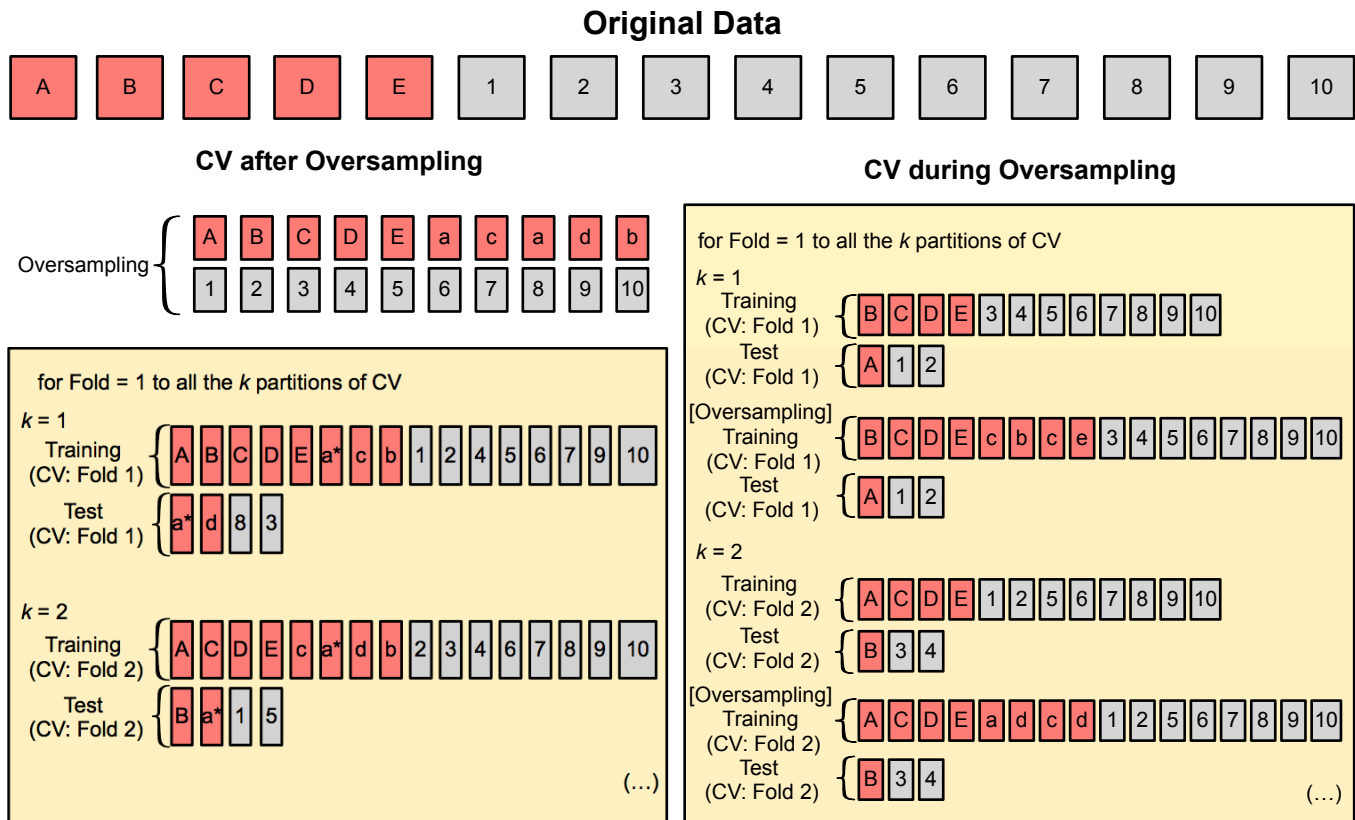 Original Data
A B C D E 1 2 3 4 5 6 7 8 9 10
CV after Oversampling
Oversampling
A B C D E a c a d b
1 2 3 4 5 6 7 8 9 10
for Fold = 1 to all the k partitions of CV
k = 1
Training
(CV: Fold 1)
A B C D E a* c b 1 2 4 5 6 7 9 10
Test
(CV: Fold 1)
a* d 8 3
k = 2
Training
(CV: Fold 2)
A C D E c a* d b 2 3 4 6 7 8 9 10
Test
(CV: Fold 2)
B a* 1 5
(...)
CV during Oversampling
for Fold = 1 to all the k partitions of CV
k = 1
Training
(CV: Fold 1)
B C D E 3 4 5 6 7 8 9 10
Test
(CV: Fold 1)
A 1 2
[Oversampling]
Training
(CV: Fold 1)
B C D E c b c e 3 4 5 6 7 8 9 10
Test
(CV: Fold 1)
A 1 2
k = 2
Training
(CV: Fold 2)
A C D E 1 2 5 6 7 8 9 10
Test
(CV: Fold 2)
B 3 4
[Oversampling]
Training
(CV: Fold 2)
A C D E a d c d 1 2 5 6 7 8 9 10
Test
(CV: Fold 2)
B 3 4
(...)